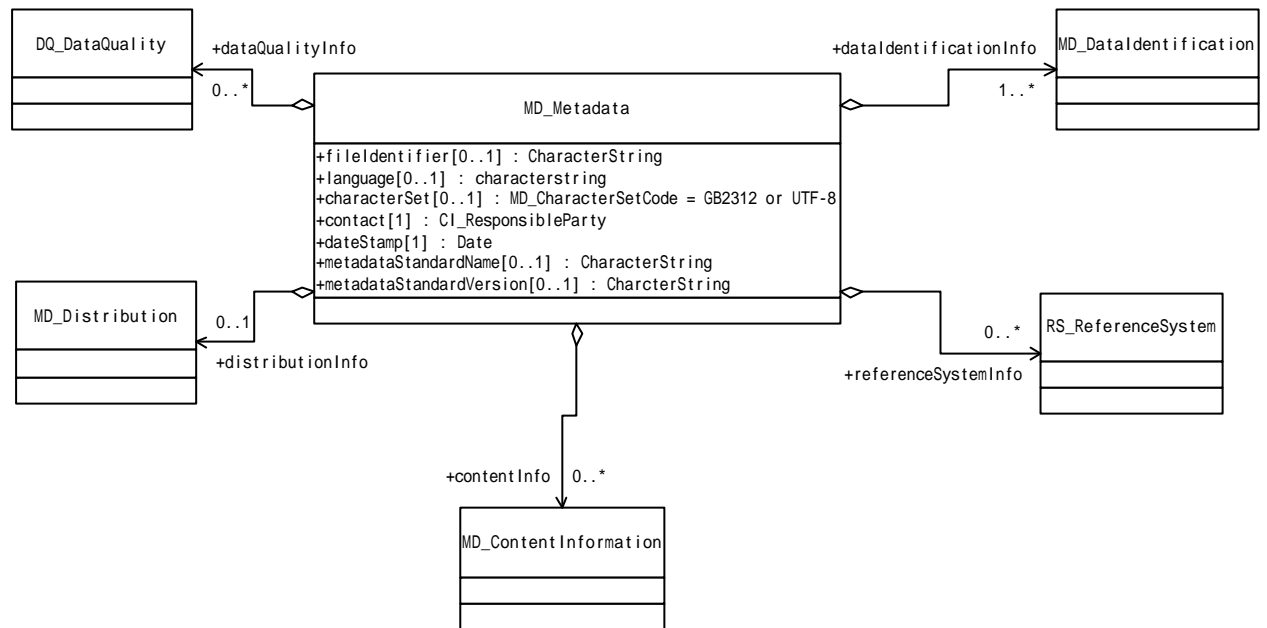 DQ_DataQuality
+dataQualityInfo
0..*
+dataIdentificationInfo
1..*
MD_DataIdentification
MD_Metadata
+fileIdentifier[0..1] : CharacterString
+language[0..1] : characterstring
+characterSet[0..1] : MD_CharacterSetCode = GB2312 or UTF-8
+contact[1] : CI_ResponsibleParty
+dateStamp[1] : Date
+metadataStandardName[0..1] : CharacterString
+metadataStandardVersion[0..1] : CharcterString
MD_Distribution
0..1
+distributionInfo
0..*
+referenceSystemInfo
RS_ReferenceSystem
+contentInfo
0..*
MD_ContentInformation